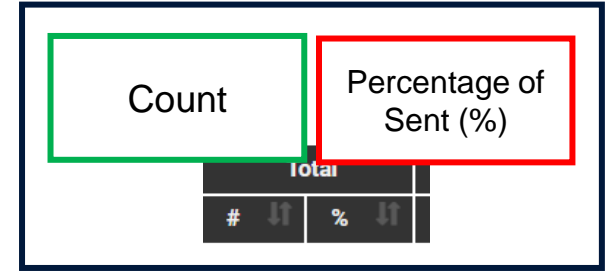 Count
Percentage of
Sent (%)
Total
# %